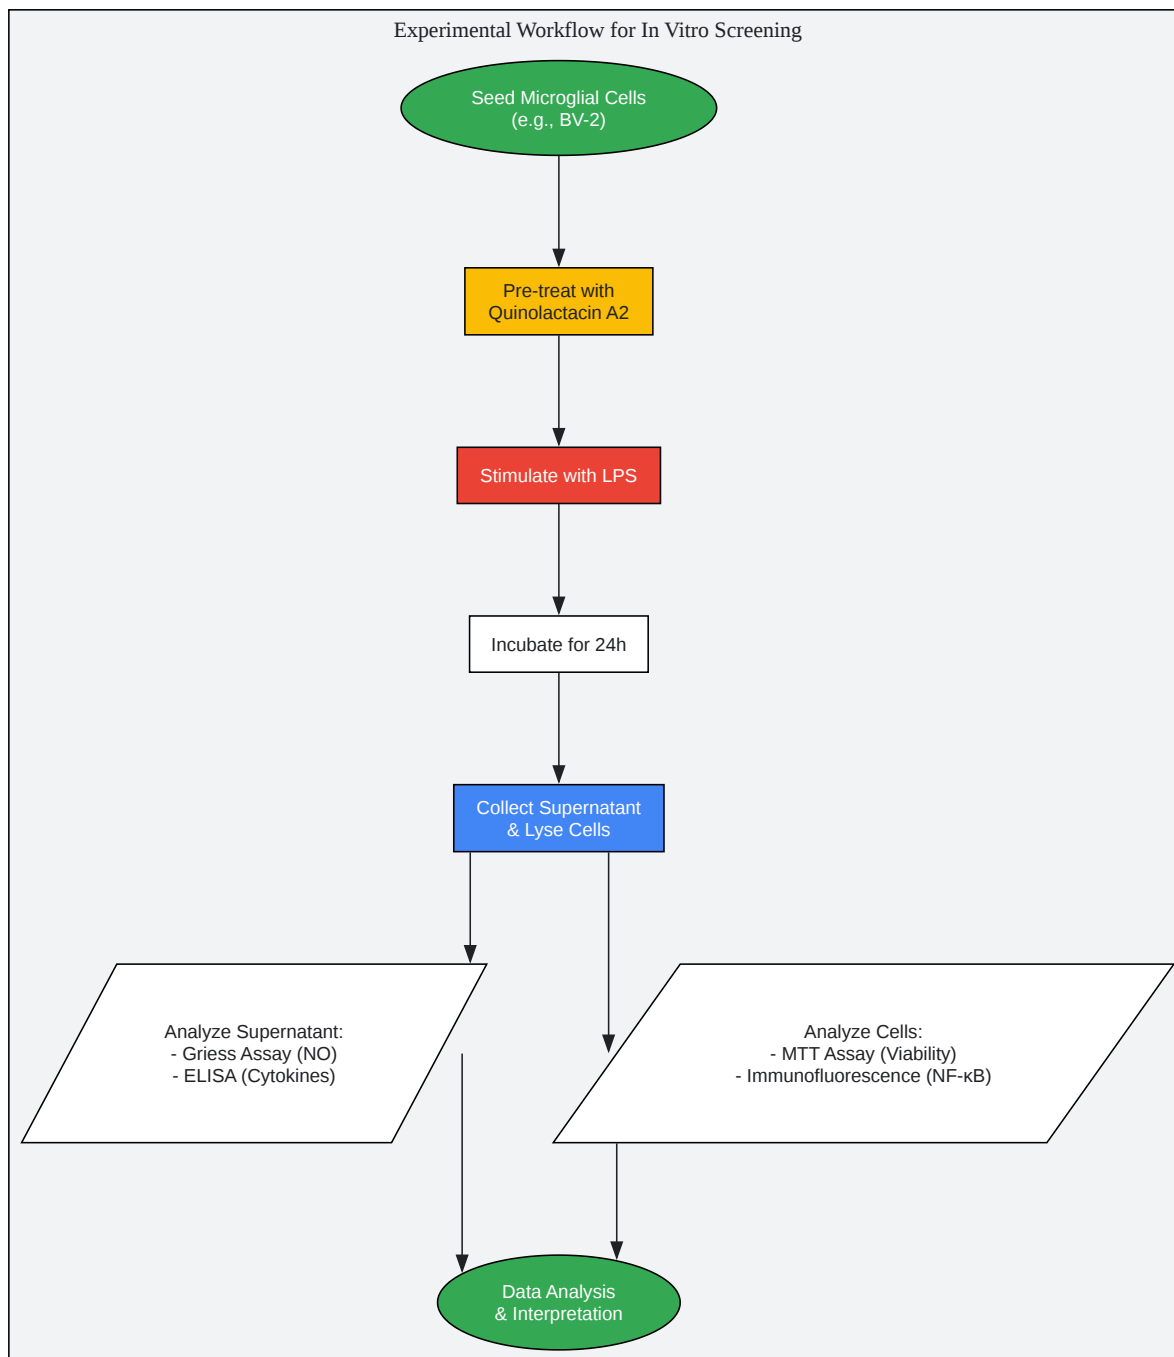 Experimental Workflow for In Vitro Screening
Seed Microglial Cells
(e.g., BV-2)
Pre-treat with
Quinolactacin A2
Stimulate with LPS
Incubate for 24h
Collect Supernatant
& Lyse Cells
Analyze Supernatant:
- Griess Assay (NO)
- ELISA (Cytokines)
Analyze Cells:
- MTT Assay (Viability)
- Immunofluorescence (NF-κB)
Data Analysis
& Interpretation